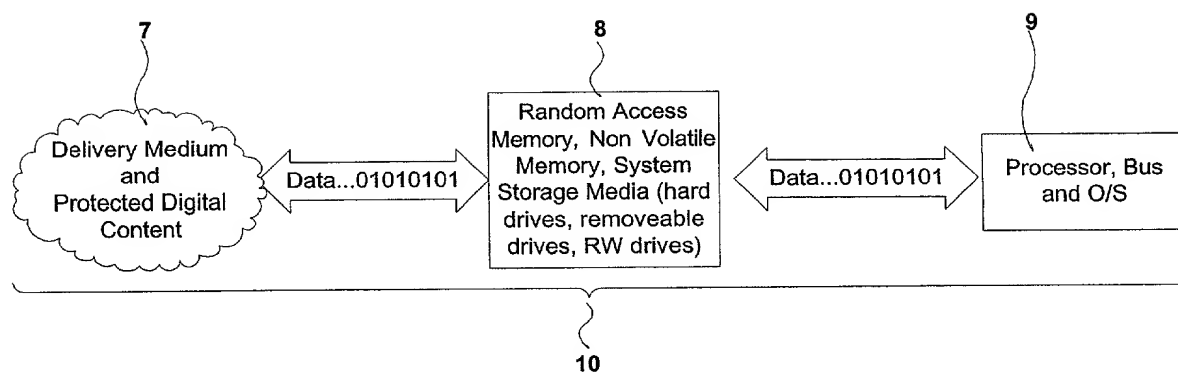 7
8
9
Delivery Medium
and
Protected Digital
Content
Data...01010101
Random Access
Memory, Non Volatile
Memory, System
Storage Media (hard
drives, removeable
drives, RW drives)
Data...01010101
Processor, Bus
and O/S
10